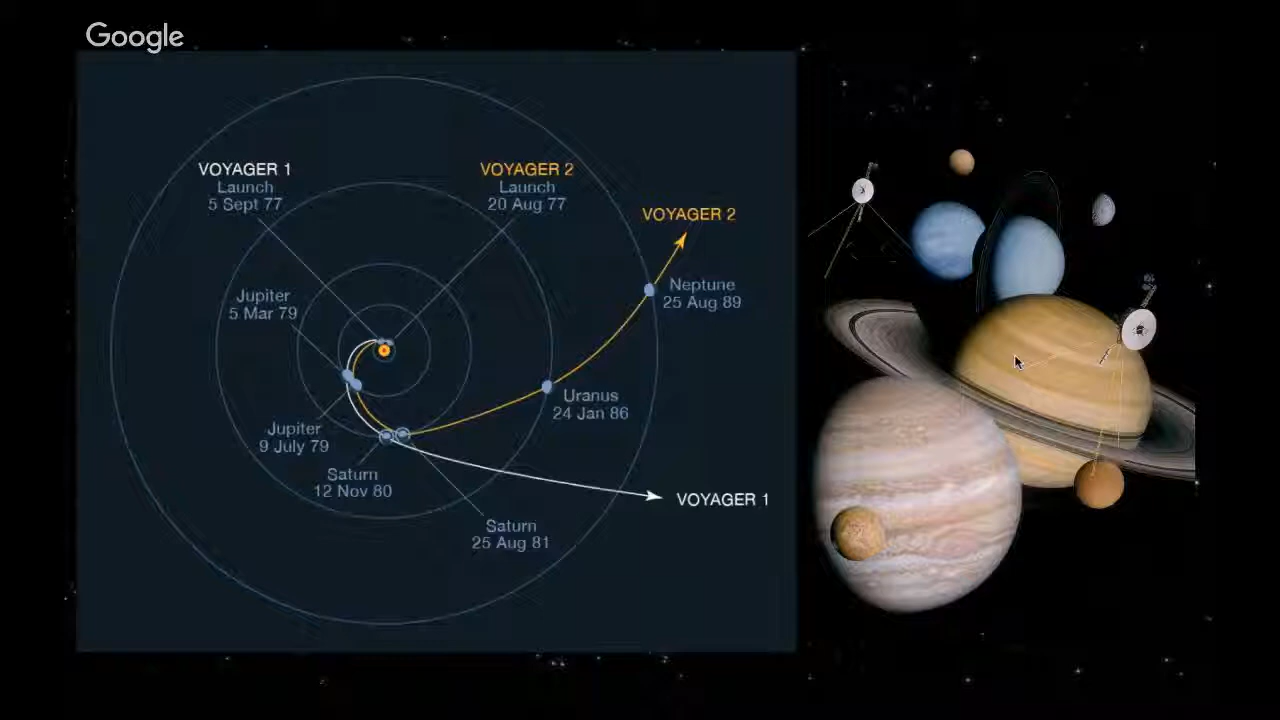 Google
VOYAGER 1
Launch
5 Sept 77
VOYAGER 2
Launch
20 Aug 77
VOYAGER 2
Neptune
25 Aug 89
Jupiter
5 Mar 79
Uranus
24 Jan 86
Jupiter
9 July 79
Saturn
12 Nov 80
VOYAGER 1
Saturn
25 Aug 81